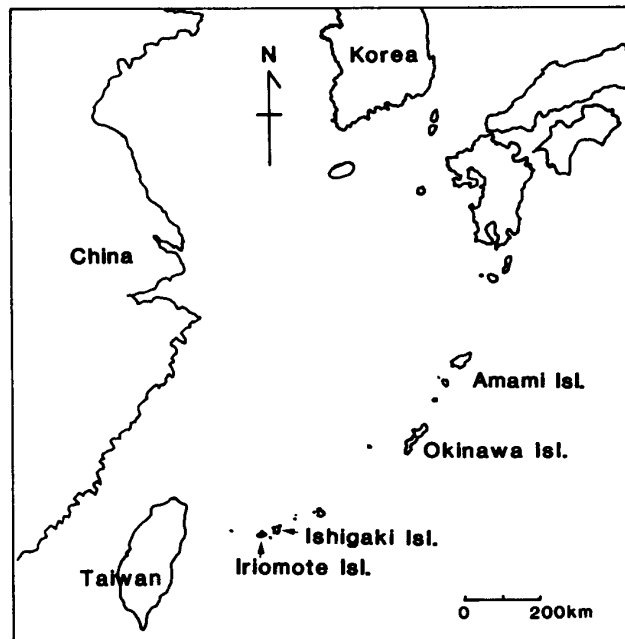 N
Korea
China
Amami Isl.
Okinawa Isl.
Ishigaki Isl.
Iriomote Isl.
Taiwan
0 200km